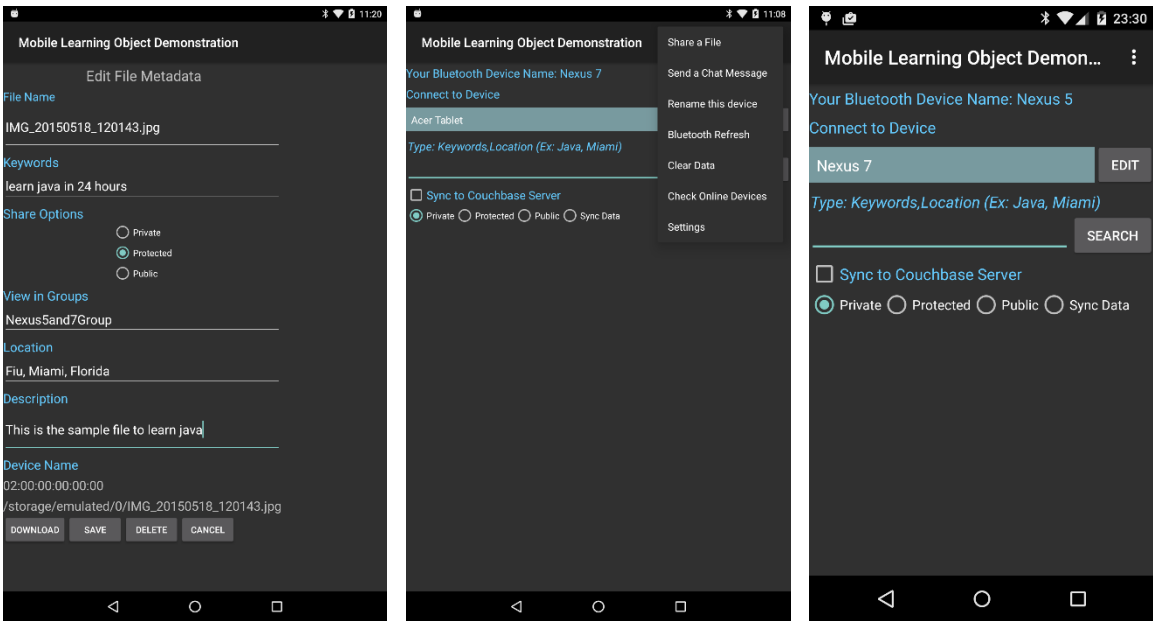 11:20
Mobile Learning Object Demonstration
Edit File Metadata
File Name
IMG_20150518_120143.jpg
Keywords
learn java in 24 hours
Share Options
Private
Protected
Public
View in Groups
Nexus5and7Group
Location
Fiu, Miami, Florida
Description
This is the sample file to learn java
Device Name
02:00:00:00:00:00
/storage/emulated/0/IMG_20150518_120143.jpg
DOWNLOAD SAVE DELETE CANCEL
11:08
Mobile Learning Object Demonstration
Your Bluetooth Device Name: Nexus 7
Connect to Device
Acer Tablet
Type: Keywords,Location (Ex: Java, Miami)
Sync to Couchbase Server
Private Protected Public Sync Data
Share a File
Send a Chat Message
Rename this device
Bluetooth Refresh
Clear Data
Check Online Devices
Settings
23:30
Mobile Learning Object Demon...
Your Bluetooth Device Name: Nexus 5
Connect to Device
Nexus 7 EDIT
Type: Keywords,Location (Ex: Java, Miami)
SEARCH
Sync to Couchbase Server
Private Protected Public Sync Data